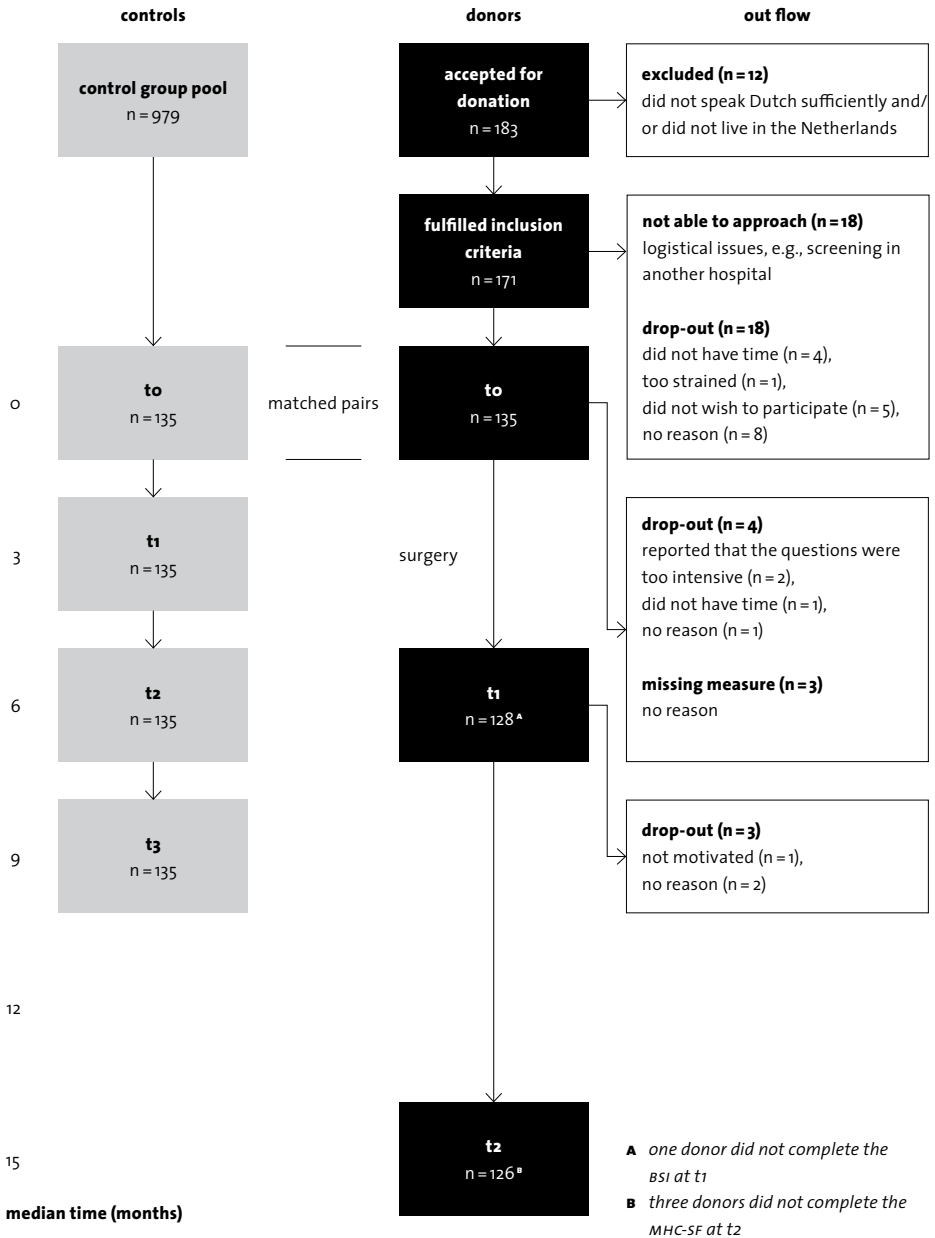 controls
donors
out flow
control group pool
n = 979
accepted for
donation
n = 183
excluded (n = 12)
did not speak Dutch sufficiently and/
or did not live in the Netherlands
fulfilled inclusion
criteria
n = 171
not able to approach (n = 18)
logistical issues, e.g., screening in
another hospital
drop-out (n = 18)
did not have time (n = 4),
too strained (n = 1),
did not wish to participate (n = 5),
no reason (n = 8)
0
t0
n = 135
matched pairs
t0
n = 135
3
t1
n = 135
surgery
drop-out (n = 4)
reported that the questions were
too intensive (n = 2),
did not have time (n = 1),
no reason (n = 1)
missing measure (n = 3)
no reason
6
t2
n = 135
t1
n = 128 A
9
t3
n = 135
drop-out (n = 3)
not motivated (n = 1),
no reason (n = 2)
12
15
t2
n = 126 B
median time (months)
A one donor did not complete the
BSI at t1
B three donors did not complete the
MHC-SF at t2